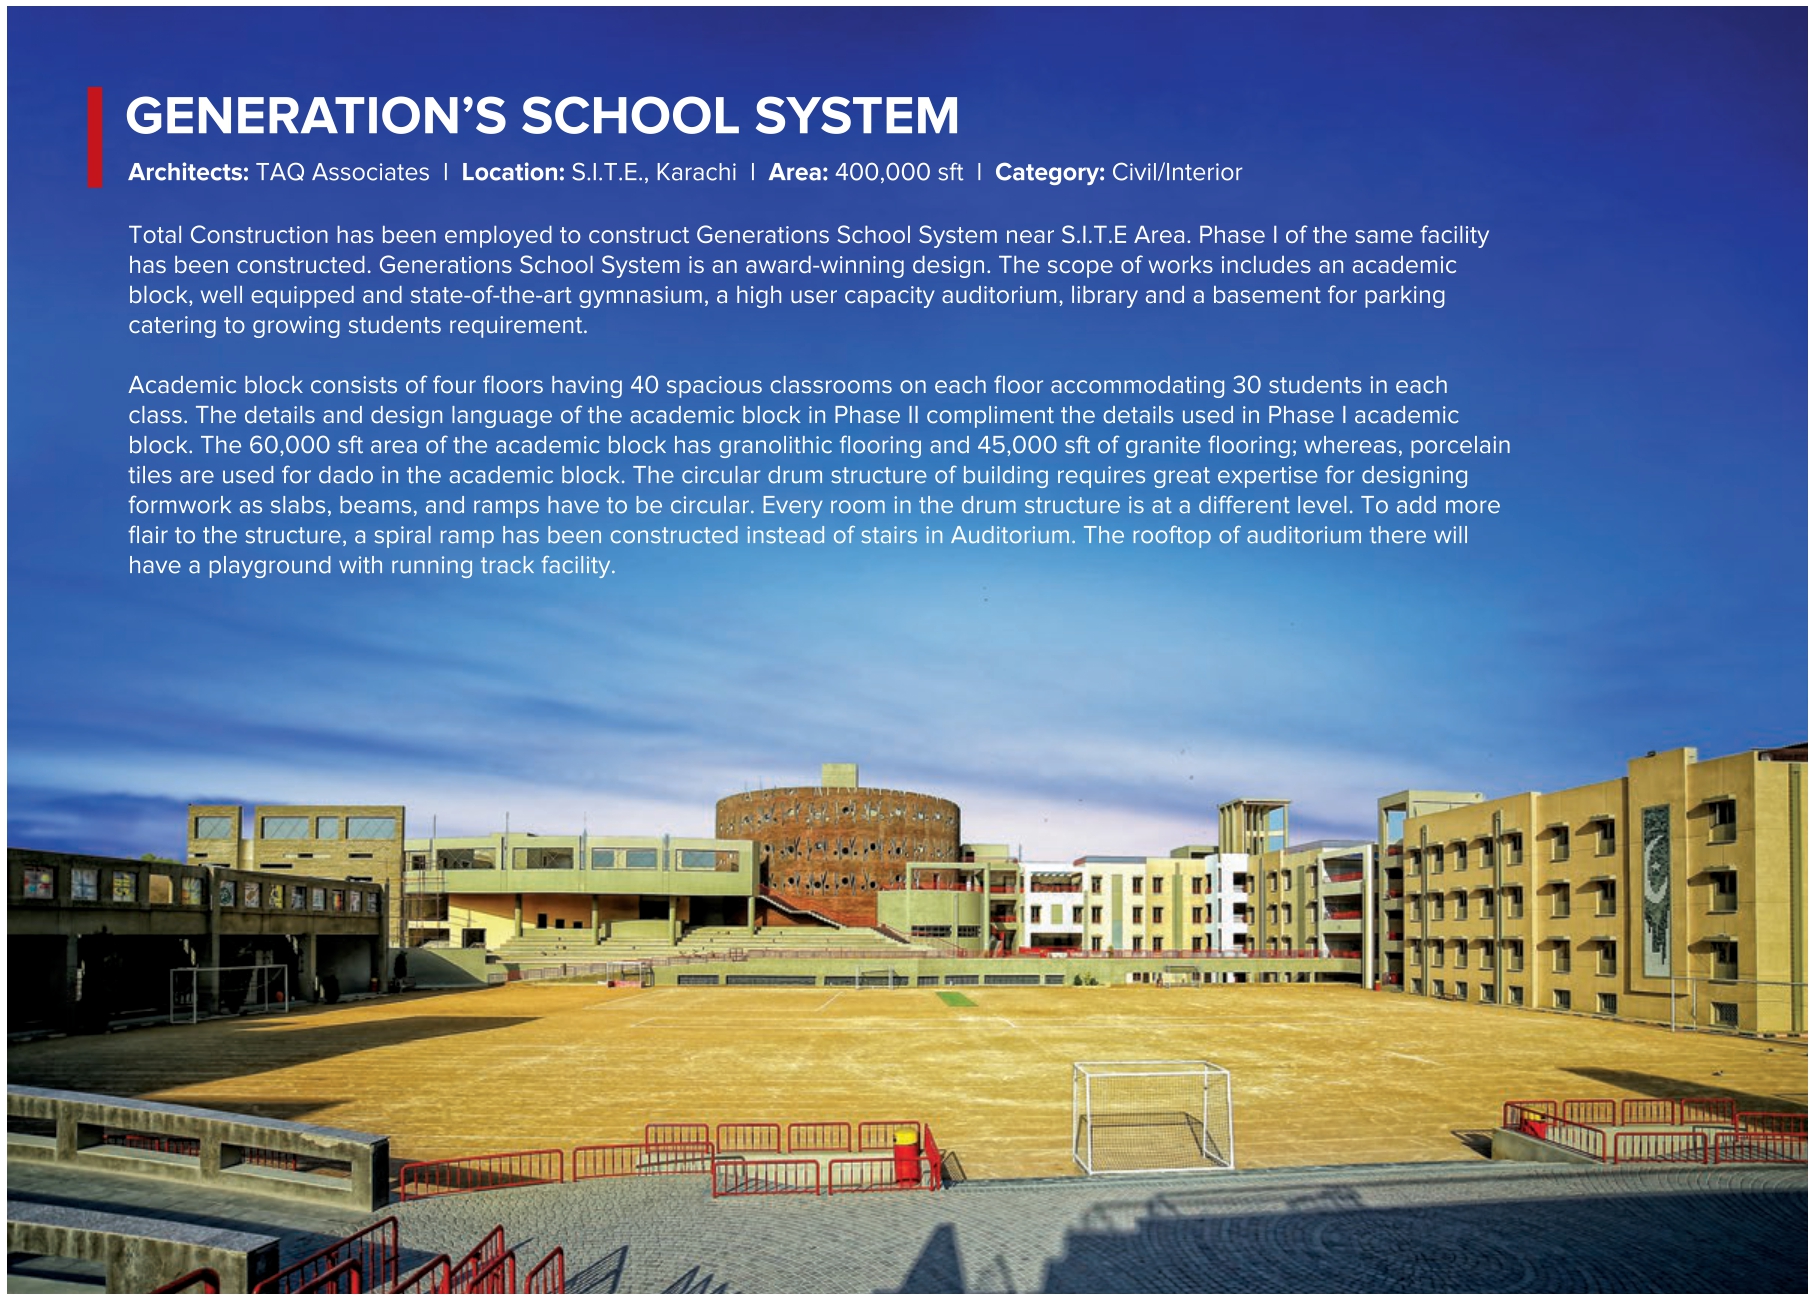 GENERATION’S SCHOOL SYSTEM
Architects: TAQ Associates | Location: S.I.T.E., Karachi | Area: 400,000 sft | Category: Civil/Interior
Total Construction has been employed to construct Generations School System near S.I.T.E Area. Phase I of the same facility
has been constructed. Generations School System is an award-winning design. The scope of works includes an academic
block, well equipped and state-of-the-art gymnasium, a high user capacity auditorium, library and a basement for parking
catering to growing students requirement.
Academic block consists of four floors having 40 spacious classrooms on each floor accommodating 30 students in each
class. The details and design language of the academic block in Phase II compliment the details used in Phase I academic
block. The 60,000 sft area of the academic block has granolithic flooring and 45,000 sft of granite flooring; whereas, porcelain
tiles are used for dado in the academic block. The circular drum structure of building requires great expertise for designing
formwork as slabs, beams, and ramps have to be circular. Every room in the drum structure is at a different level. To add more
flair to the structure, a spiral ramp has been constructed instead of stairs in Auditorium. The rooftop of auditorium there will
have a playground with running track facility.